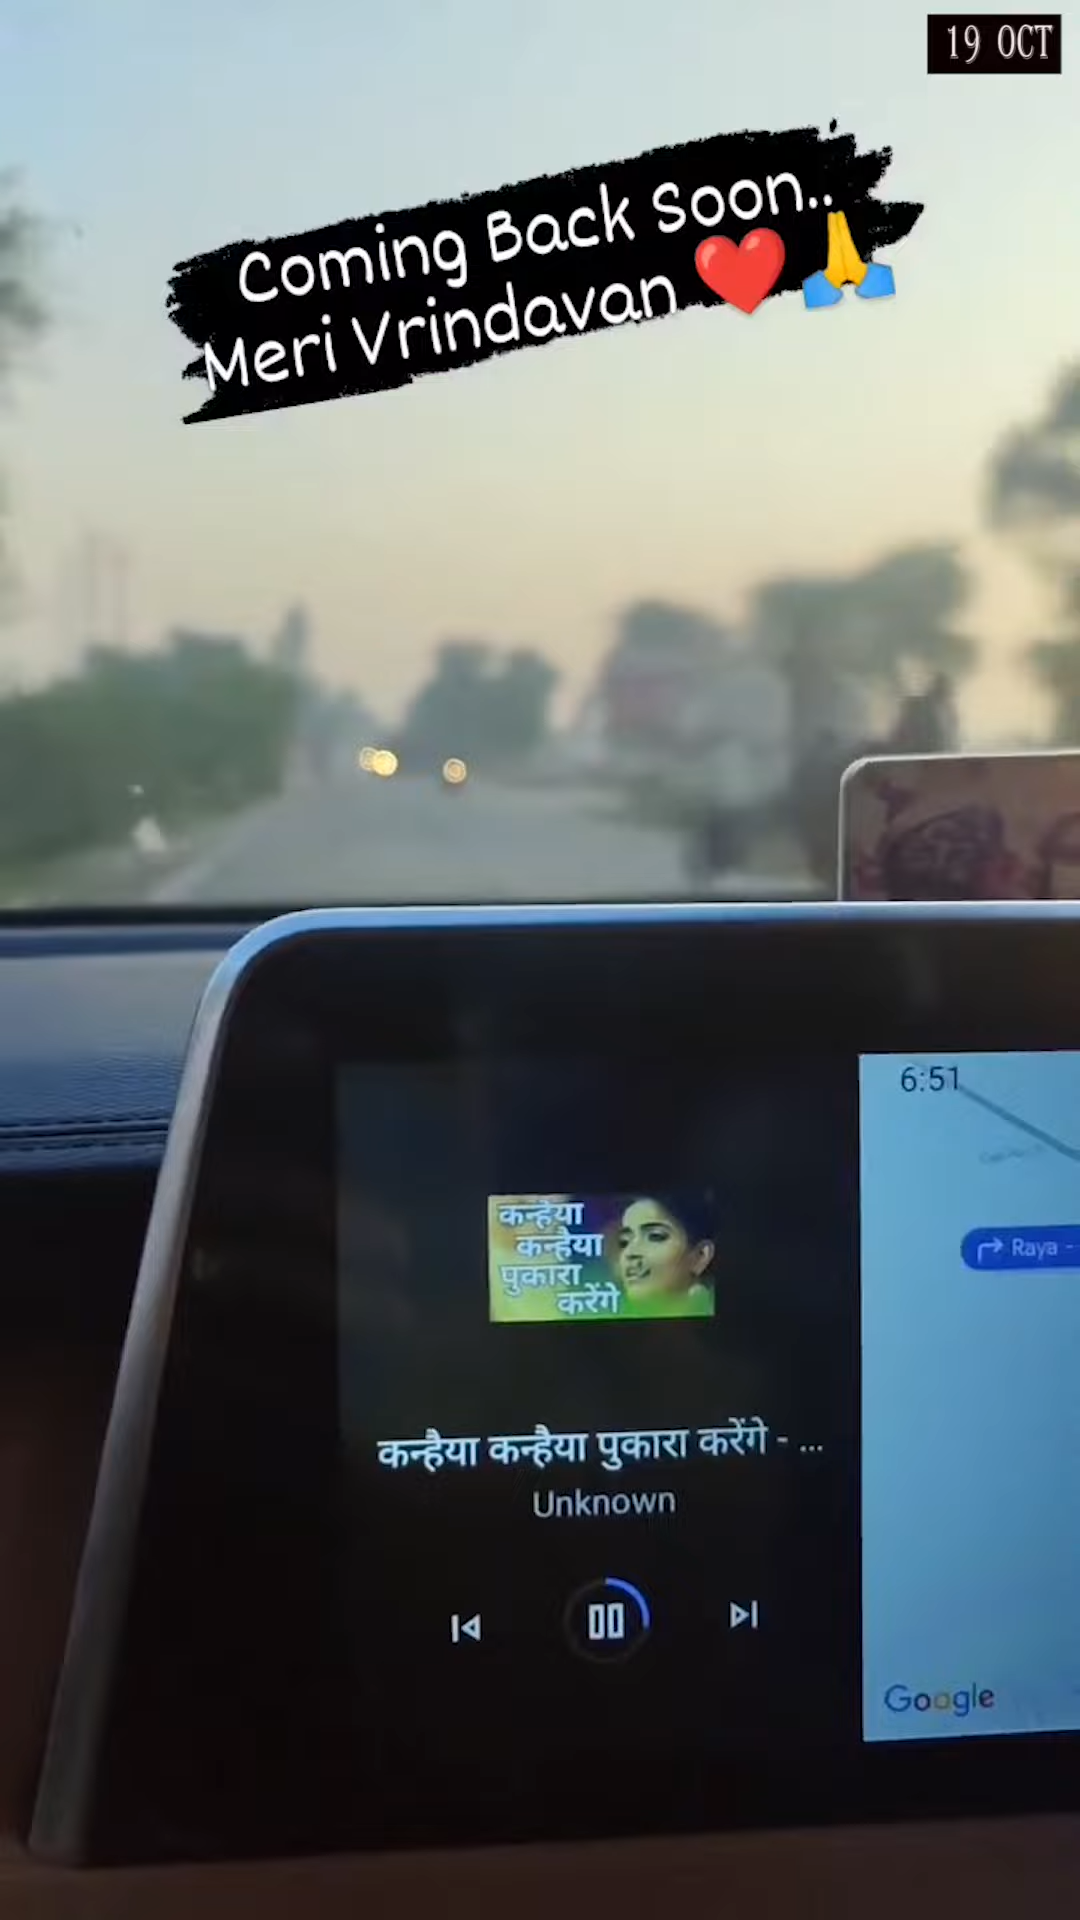 19 OCT
Coming Back Soon..
Meri Vrindavan ❤️🙏
6:51
Raya -
कन्हैया
कन्हैया
पुकारा
करेंगे
कन्हैया कन्हैया पुकारा करेंगे - ...
Unknown
Google